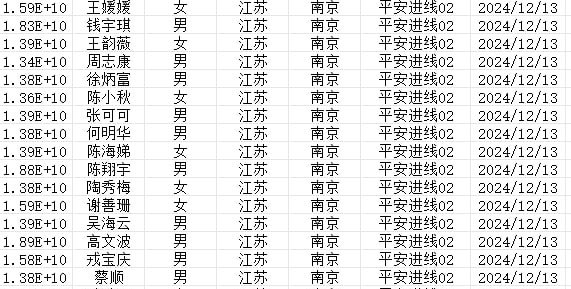 1.59E+10 王媛媛 女 江苏 南京 平安进线02 2024/12/13
1.83E+10 钱宇琪 男 江苏 南京 平安进线02 2024/12/13
1.39E+10 王韵薇 女 江苏 南京 平安进线02 2024/12/13
1.34E+10 周志康 男 江苏 南京 平安进线02 2024/12/13
1.38E+10 徐炳富 男 江苏 南京 平安进线02 2024/12/13
1.36E+10 陈小秋 女 江苏 南京 平安进线02 2024/12/13
1.39E+10 张可可 男 江苏 南京 平安进线02 2024/12/13
1.38E+10 何明华 男 江苏 南京 平安进线02 2024/12/13
1.39E+10 陈海娣 女 江苏 南京 平安进线02 2024/12/13
1.88E+10 陈翔宇 男 江苏 南京 平安进线02 2024/12/13
1.38E+10 陶秀梅 女 江苏 南京 平安进线02 2024/12/13
1.59E+10 谢善珊 女 江苏 南京 平安进线02 2024/12/13
1.39E+10 吴海云 男 江苏 南京 平安进线02 2024/12/13
1.89E+10 高文波 男 江苏 南京 平安进线02 2024/12/13
1.58E+10 戎宝庆 男 江苏 南京 平安进线02 2024/12/13
1.38E+10 蔡顺 男 江苏 南京 平安进线02 2024/12/13